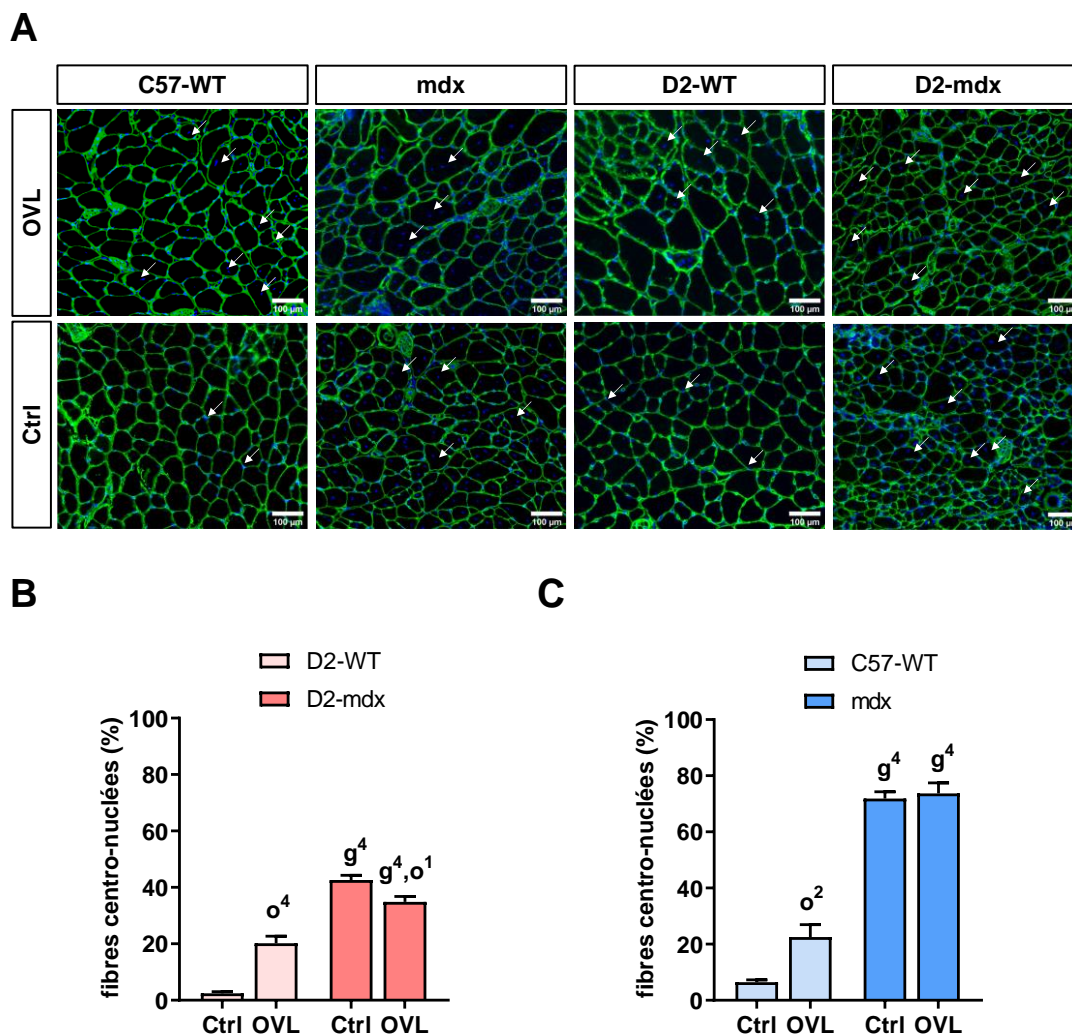 A
C57-WT
mdx
D2-WT
D2-mdx
OVL
100 µm
100 µm
100 µm
100 µm
Ctrl
100 µm
100 µm
100 µm
100 µm
B
D2-WT
D2-mdx
fibres centro-nuclées (%)
100
80
60
40
20
0
o⁴
g⁴
g⁴,o¹
Ctrl OVL
Ctrl OVL
C
C57-WT
mdx
fibres centro-nuclées (%)
100
80
60
40
20
0
o²
g⁴
g⁴
Ctrl OVL
Ctrl OVL